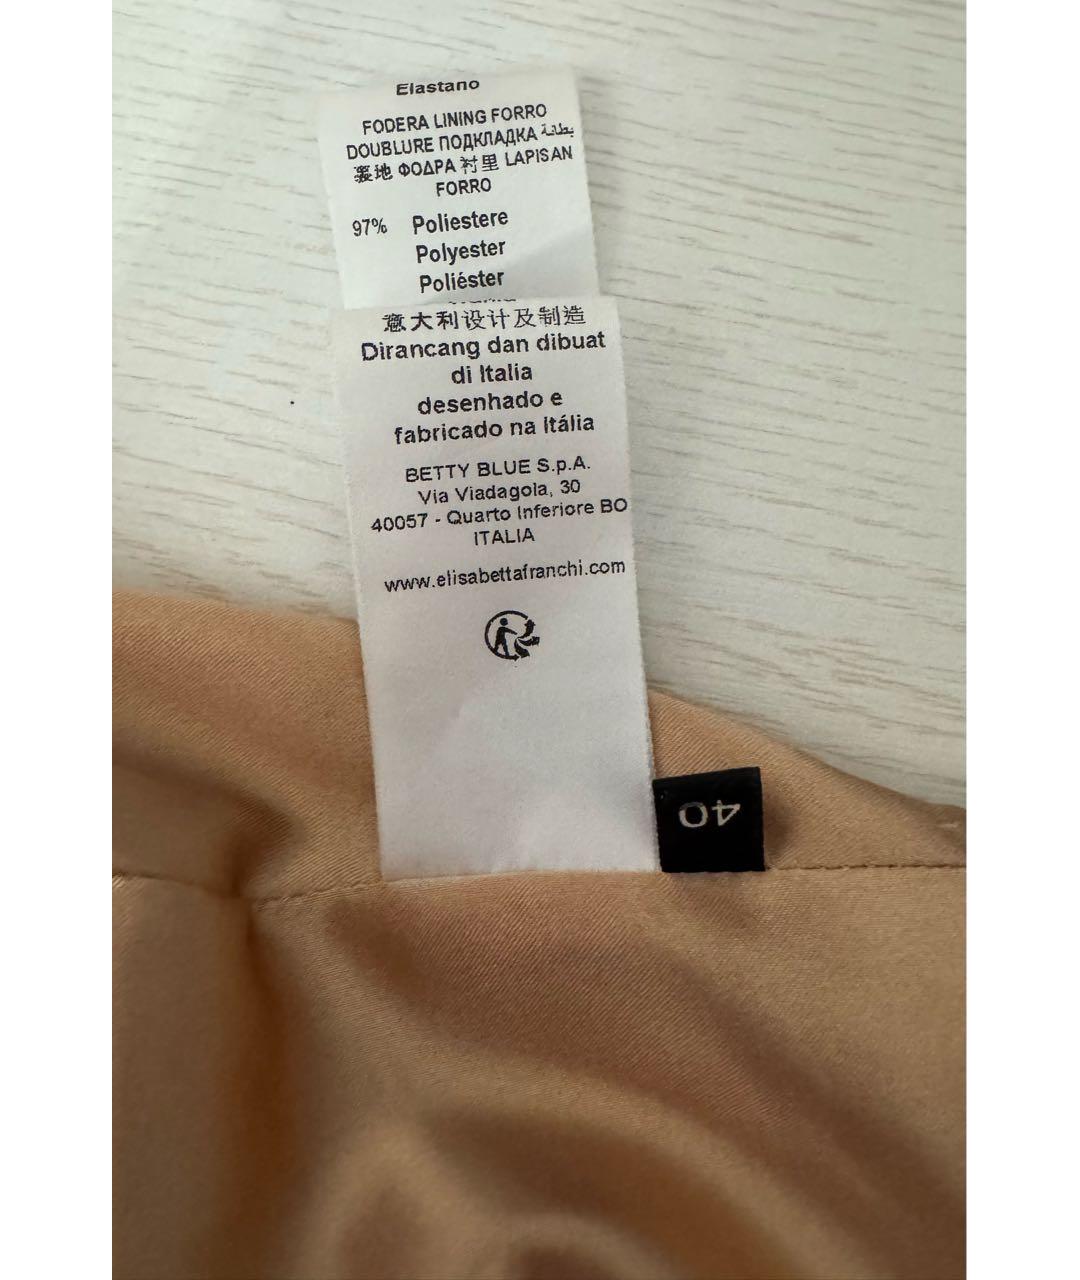 Elastano
FODERA LINING FORRO
DOUBLURE ПОДКЛАДКА بطانة
裏地 ΦΟΔΡΑ 衬里 LAPISAN
FORRO
97% Poliestere
Polyester
Poliéster
意大利设计及制造
Dirancang dan dibuat
di Italia
desenhado e
fabricado na Itália
BETTY BLUE S.p.A.
Via Viadagola, 30
40057 - Quarto Inferiore BO
ITALIA
www.elisabettafranchi.com
40